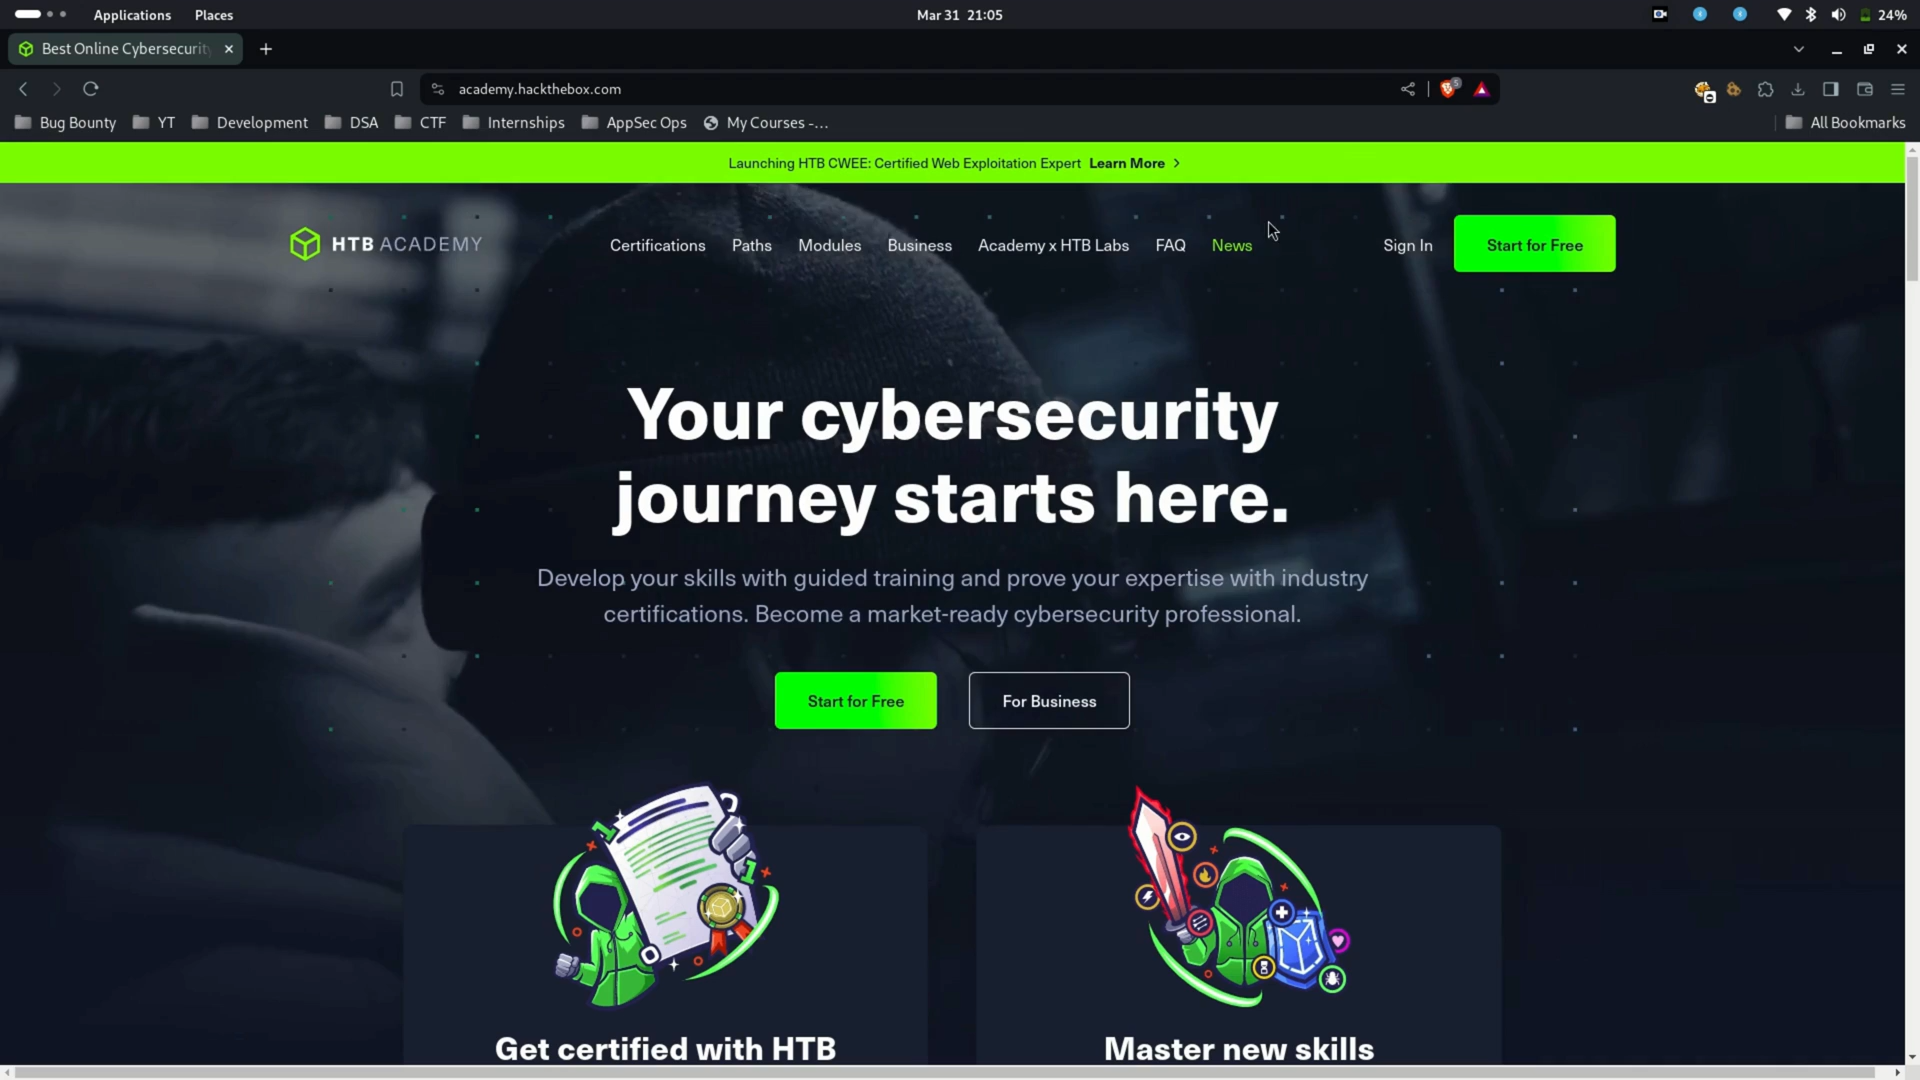 Applications Places Mar 31 21:05 24%
Best Online Cybersecurit
academy.hackthebox.com 5
Bug Bounty YT Development DSA CTF Internships AppSec Ops My Courses -... All Bookmarks
Launching HTB CWEE: Certified Web Exploitation Expert Learn More
HTB ACADEMY Certifications Paths Modules Business Academy x HTB Labs FAQ News Sign In Start for Free
Your cybersecurity
journey starts here.
Develop your skills with guided training and prove your expertise with industry
certifications. Become a market-ready cybersecurity professional.
Start for Free For Business
Get certified with HTB Master new skills